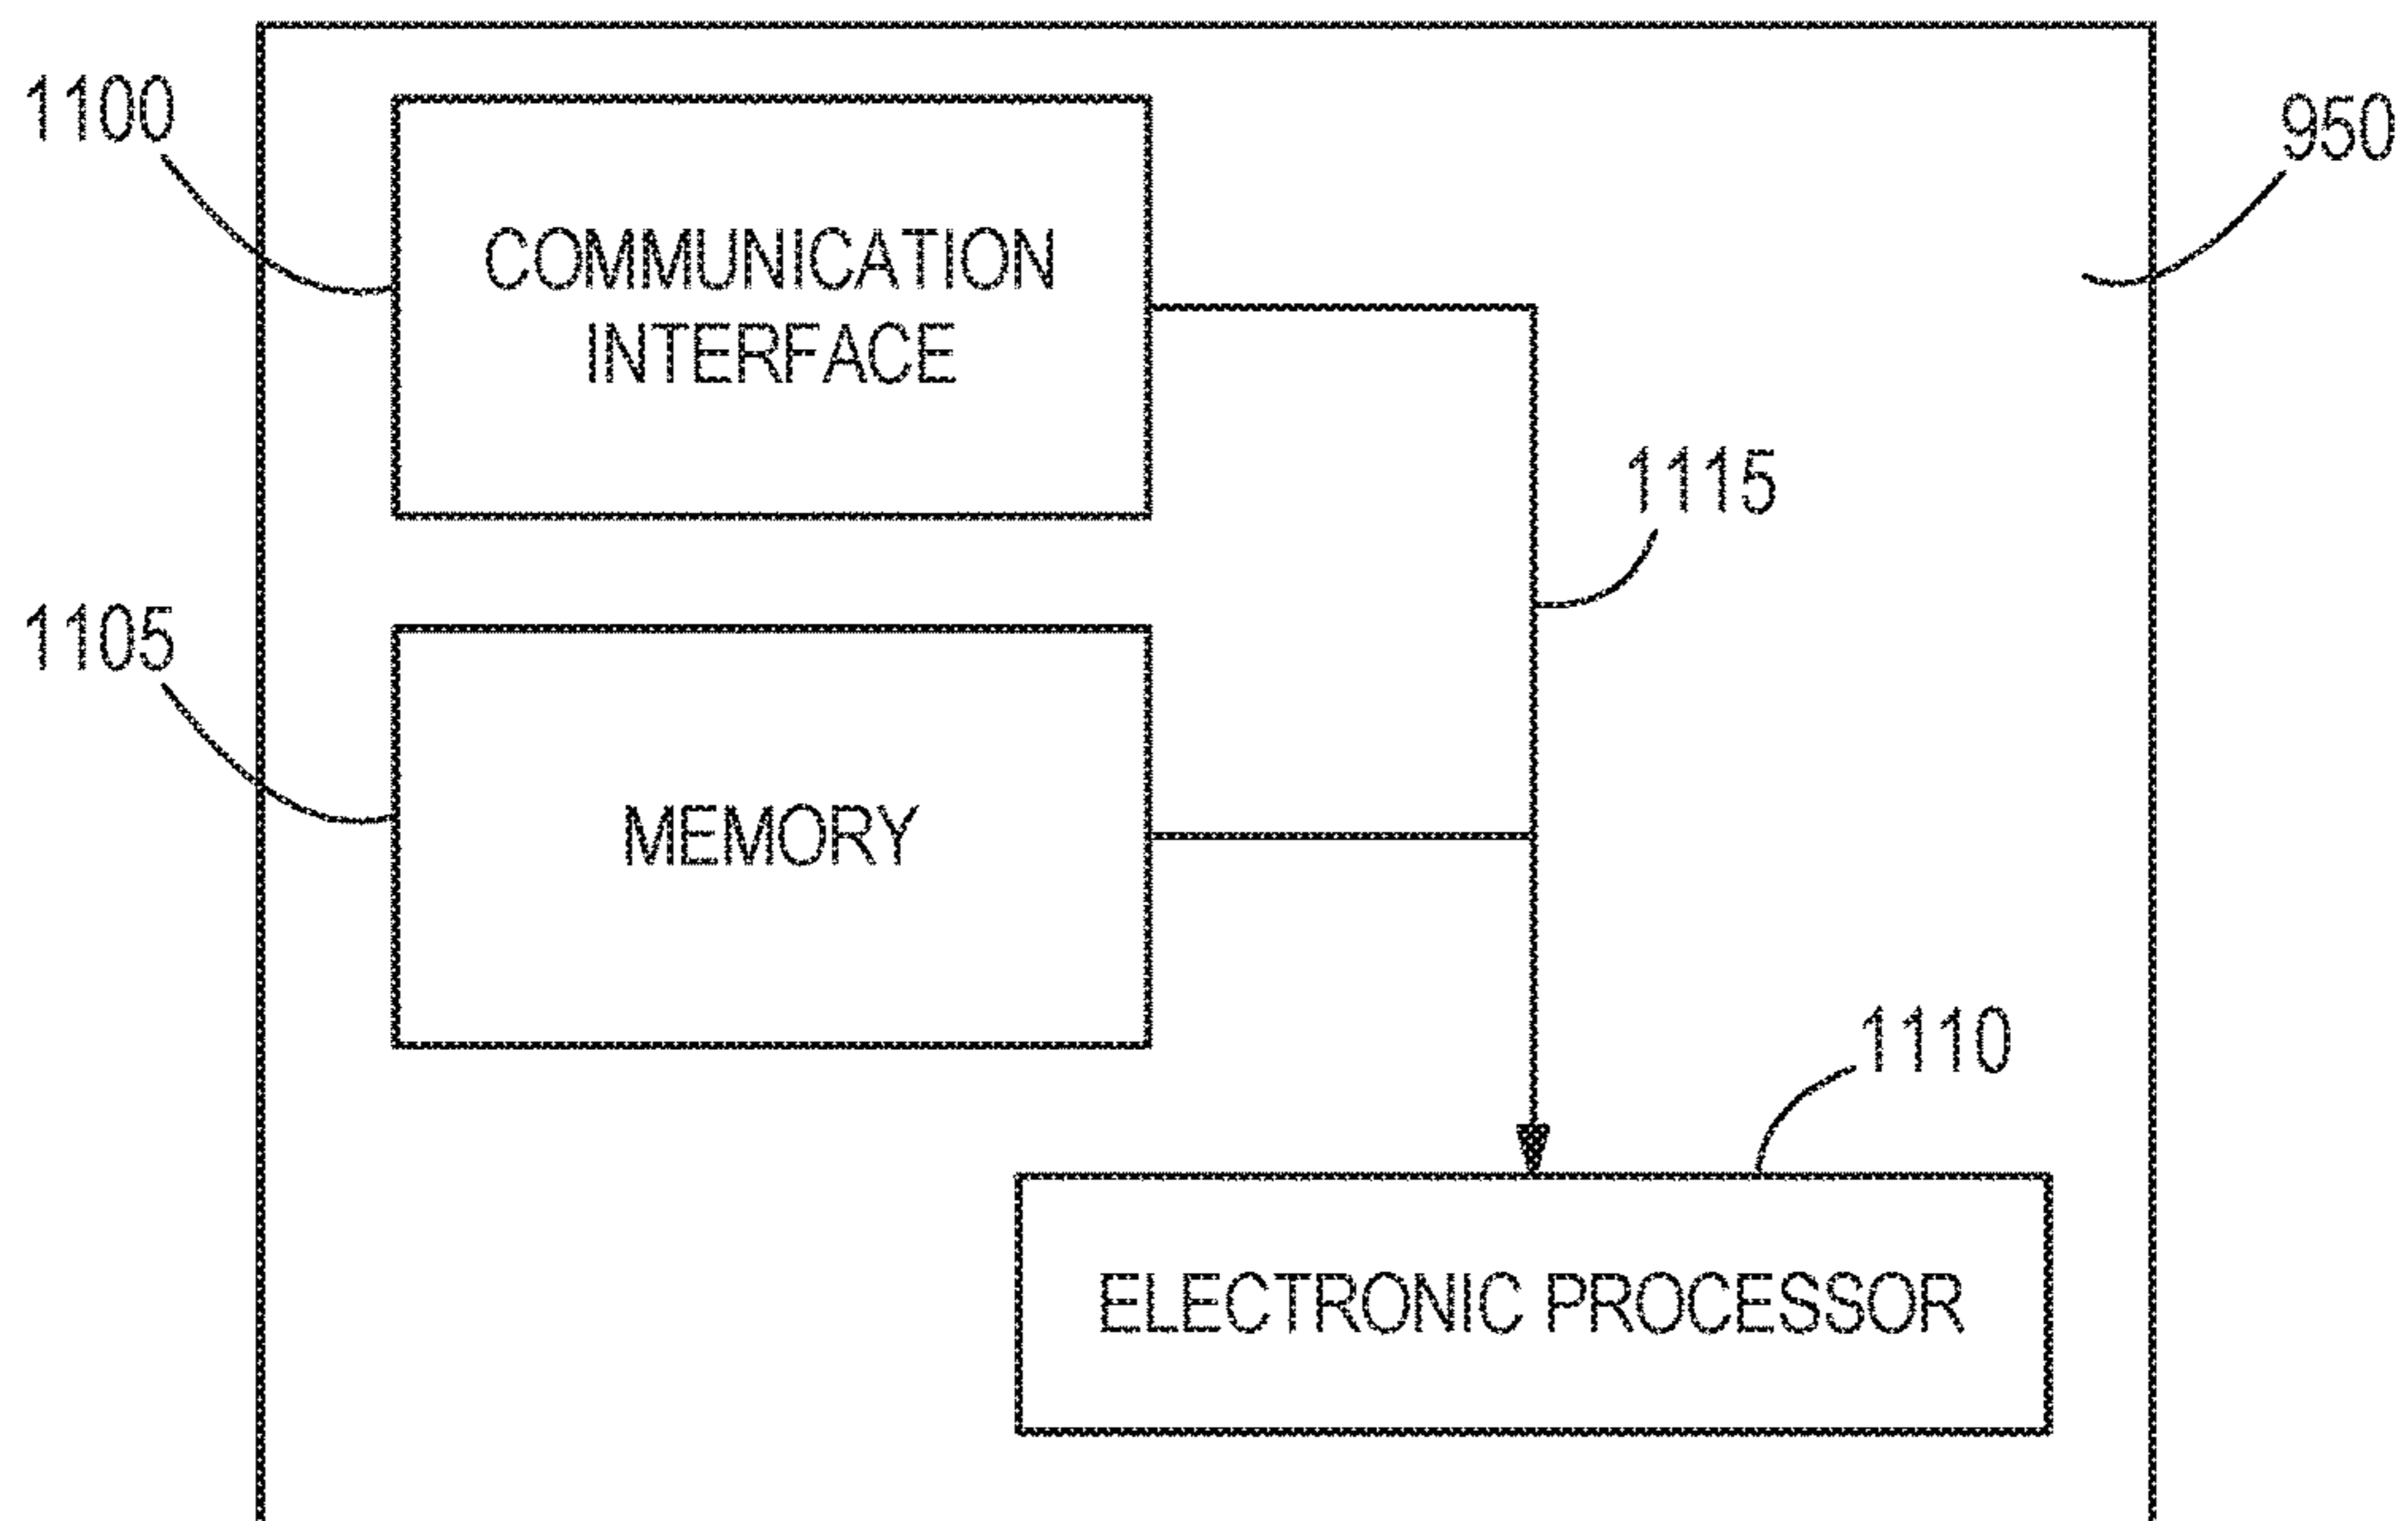 1100
950
COMMUNICATION
INTERFACE
1115
1105
MEMORY
1110
ELECTRONIC PROCESSOR